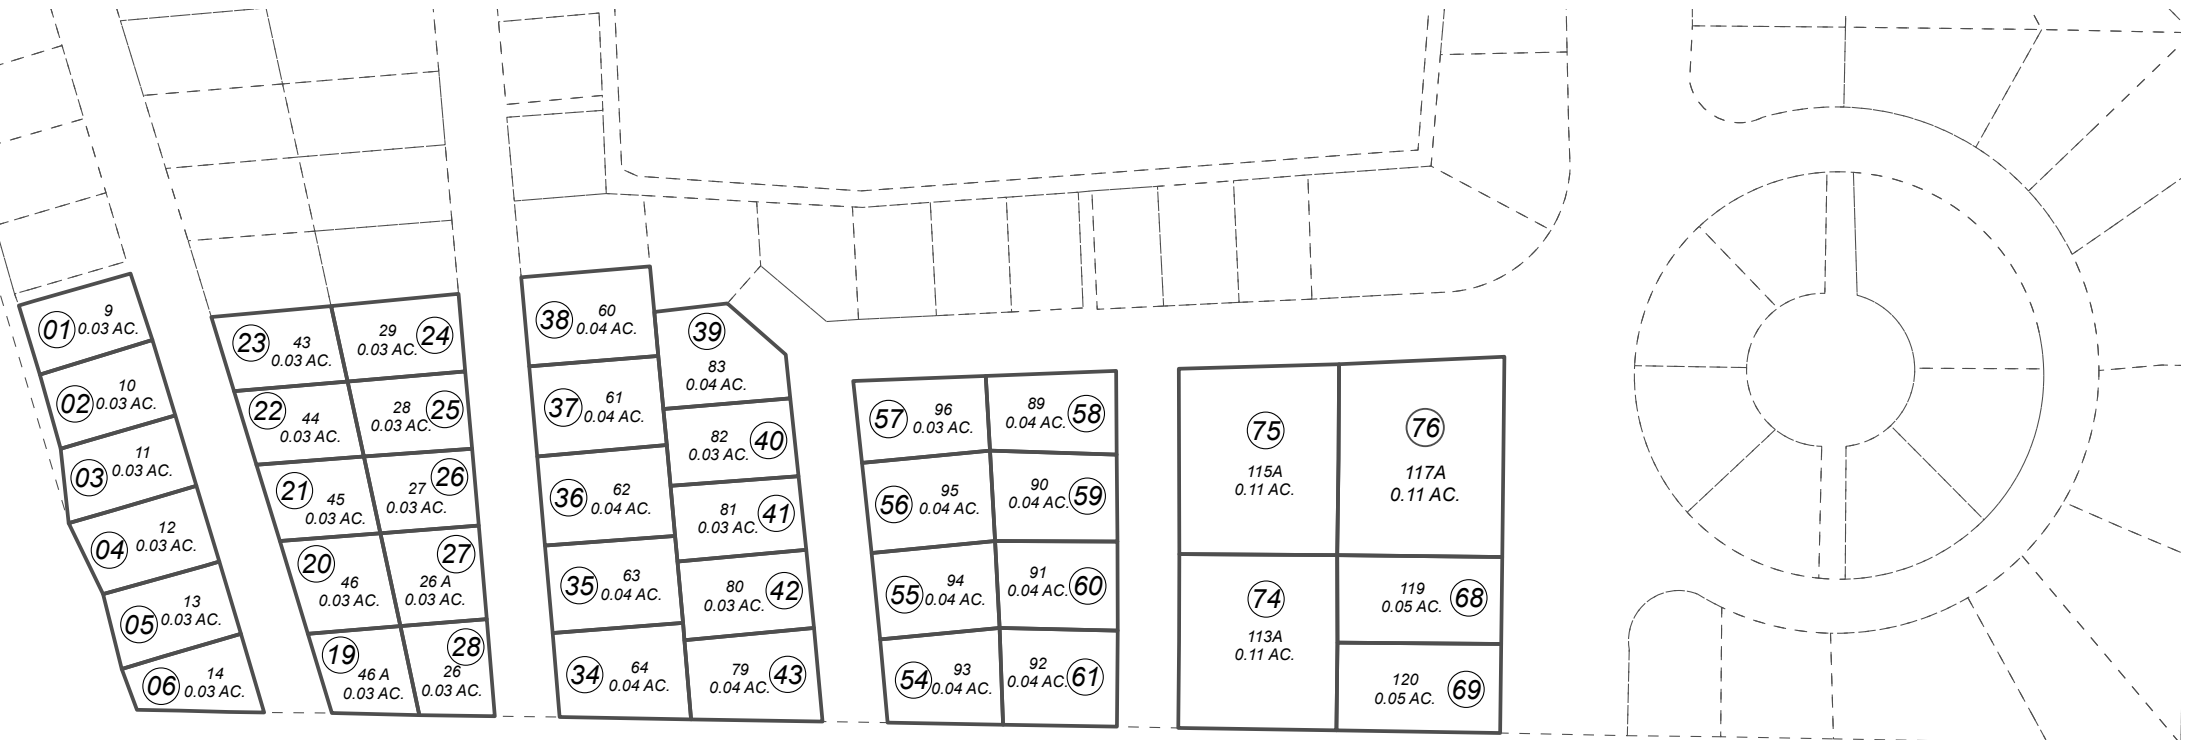 01
9
0.03 AC.
02
10
0.03 AC.
03
11
0.03 AC.
04
12
0.03 AC.
05
13
0.03 AC.
06
14
0.03 AC.
23
43
0.03 AC.
22
44
0.03 AC.
21
45
0.03 AC.
20
46
0.03 AC.
19
46 A
0.03 AC.
29
0.03 AC.
24
28
0.03 AC.
25
27
0.03 AC.
26
27
26 A
0.03 AC.
28
26
0.03 AC.
38
60
0.04 AC.
37
61
0.04 AC.
36
62
0.04 AC.
35
63
0.04 AC.
34
64
0.04 AC.
39
83
0.04 AC.
82
0.03 AC.
40
81
0.03 AC.
41
80
0.03 AC.
42
79
0.04 AC.
43
57
96
0.03 AC.
56
95
0.04 AC.
55
94
0.04 AC.
54
93
0.04 AC.
89
0.04 AC.
58
90
0.04 AC.
59
91
0.04 AC.
60
92
0.04 AC.
61
75
115A
0.11 AC.
74
113A
0.11 AC.
76
117A
0.11 AC.
119
0.05 AC.
68
120
0.05 AC.
69